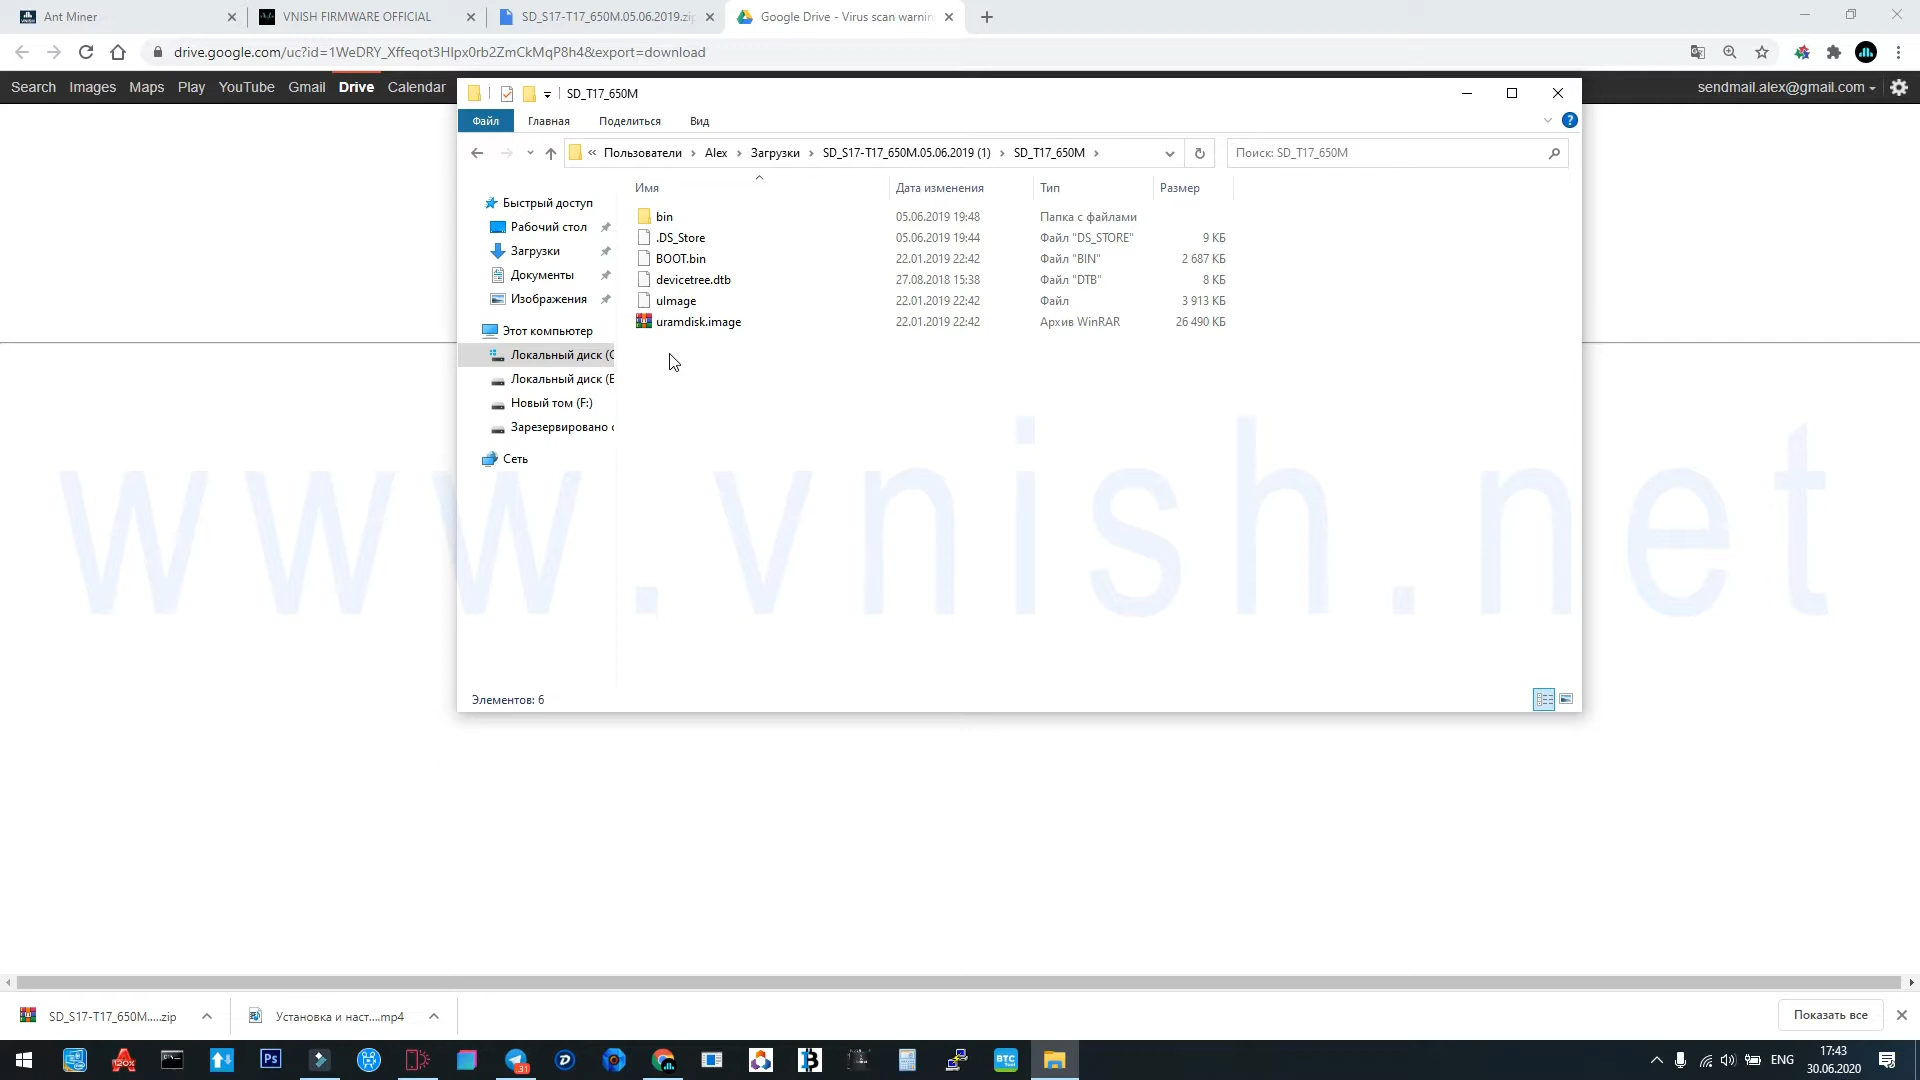 Ant Miner
VNISH FIRMWARE OFFICIAL
SD_S17-T17_650M.05.06.2019.zip
Google Drive - Virus scan warnin
drive.google.com/uc?id=1WeDRY_Xffeqot3HIpx0rb2ZmCkMqP8h4&export=download
Search Images Maps Play YouTube Gmail Drive Calendar
sendmail.alex@gmail.com
SD_T17_650M
Файл Главная Поделиться Вид
« Пользователи › Alex › Загрузки › SD_S17-T17_650M.05.06.2019 (1) › SD_T17_650M ›
Поиск: SD_T17_650M
Имя Дата изменения Тип Размер
bin 05.06.2019 19:48 Папка с файлами
.DS_Store 05.06.2019 19:44 Файл "DS_STORE" 9 КБ
BOOT.bin 22.01.2019 22:42 Файл "BIN" 2 687 КБ
devicetree.dtb 27.08.2018 15:38 Файл "DTB" 8 КБ
uImage 22.01.2019 22:42 Файл 3 913 КБ
uramdisk.image 22.01.2019 22:42 Архив WinRAR 26 490 КБ
Быстрый доступ
Рабочий стол
Загрузки
Документы
Изображения
Этот компьютер
Локальный диск (C
Локальный диск (E
Новый том (F:)
Зарезервировано с
Сеть
www.vnish.net
Элементов: 6
SD_S17-T17_650M.....zip
Установка и наст....mp4
Показать все
Ps
31
BTC
ENG
17:43
30.06.2020